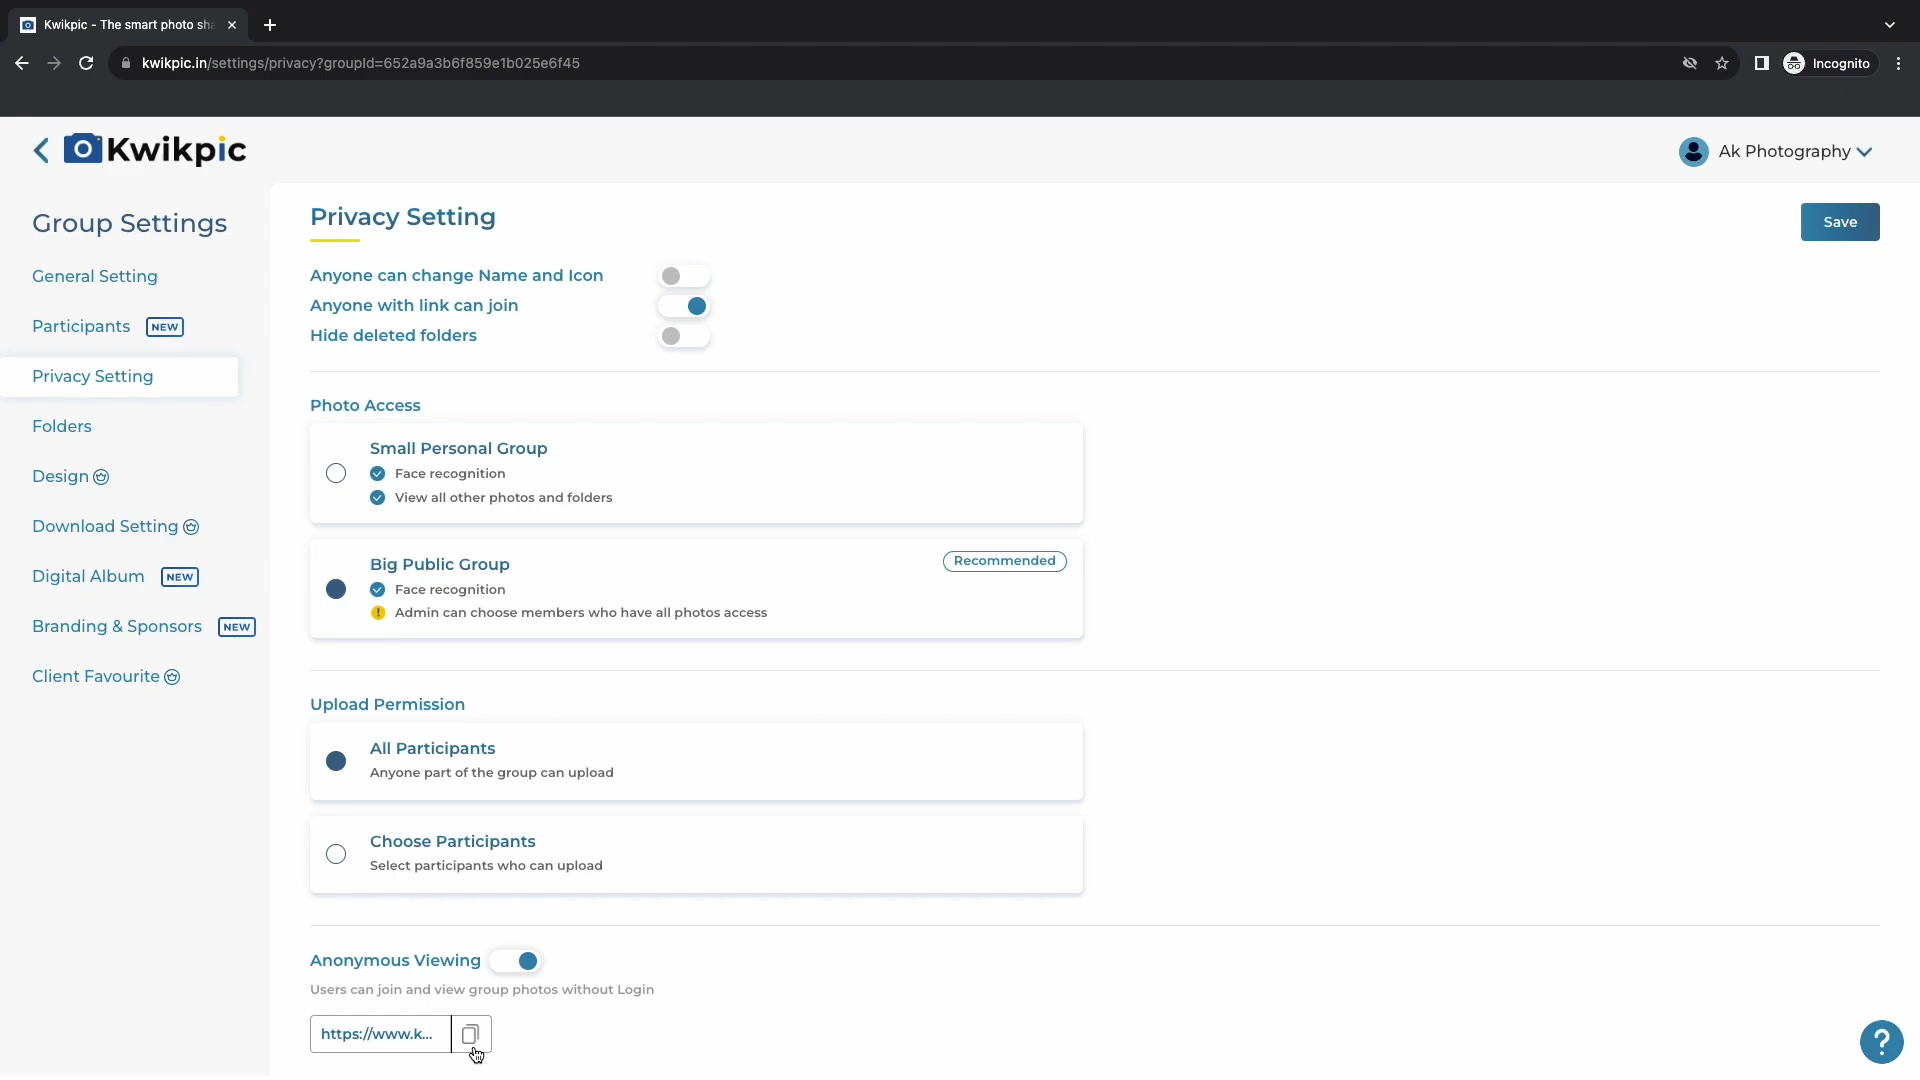 Kwikpic - The smart photo sha
kwikpic.in/settings/privacy?groupId=652a9a3b6f859e1b025e6f45
Incognito
Kwikpic
Ak Photography
Group Settings
General Setting
Participants NEW
Privacy Setting
Folders
Design
Download Setting
Digital Album NEW
Branding & Sponsors NEW
Client Favourite
Privacy Setting
Save
Anyone can change Name and Icon
Anyone with link can join
Hide deleted folders
Photo Access
Small Personal Group
Face recognition
View all other photos and folders
Big Public Group
Recommended
Face recognition
Admin can choose members who have all photos access
Upload Permission
All Participants
Anyone part of the group can upload
Choose Participants
Select participants who can upload
Anonymous Viewing
Users can join and view group photos without Login
https://www.k...
?